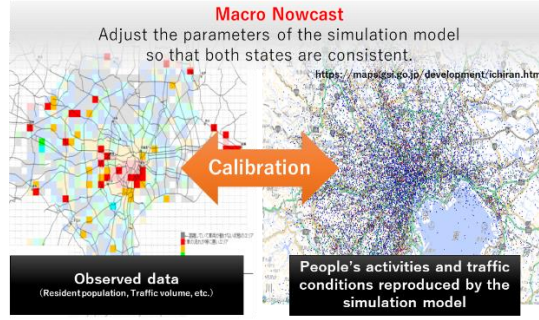 Macro Nowcast
Adjust the parameters of the simulation model
so that both states are consistent.
https://maps.gsi.go.jp/development/ichiran.htm
Calibration
Observed data
(Resident population, Traffic volume, etc.)
People's activities and traffic
conditions reproduced by the
simulation model